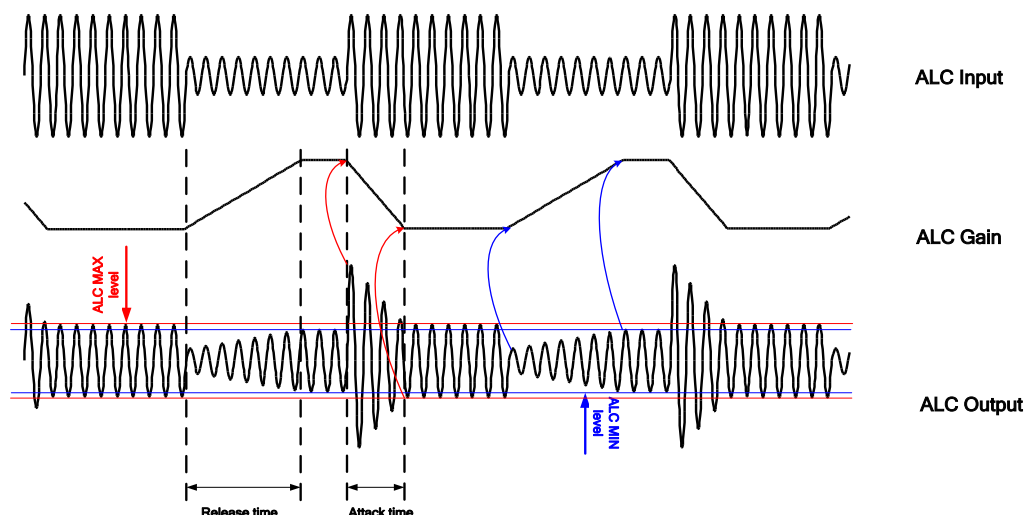 ALC Input
ALC Gain
ALC MAX
level
ALC Output
ALC MIN
level
Release time
Attack time